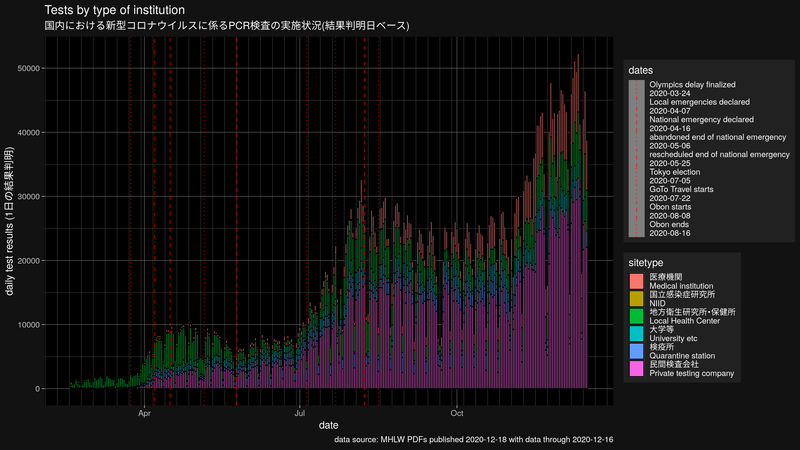 Tests by type of institution
国内における新型コロナウイルスに係るPCR検査の実施状況(結果判明日ベース)
daily test results (1日の結果判明)
50000
40000
30000
20000
10000
0
Apr
Jul
Oct
date
dates
Olympics delay finalized
2020-03-24
Local emergencies declared
2020-04-07
National emergency declared
2020-04-16
abandoned end of national emergency
2020-05-06
rescheduled end of national emergency
2020-05-25
Tokyo election
2020-07-05
GoTo Travel starts
2020-07-22
Obon starts
2020-08-08
Obon ends
2020-08-16
sitetype
医療機関
Medical institution
国立感染症研究所
NIID
地方衛生研究所・保健所
Local Health Center
大学等
University etc
検疫所
Quarantine station
民間検査会社
Private testing company
data source: MHLW PDFs published 2020-12-18 with data through 2020-12-16